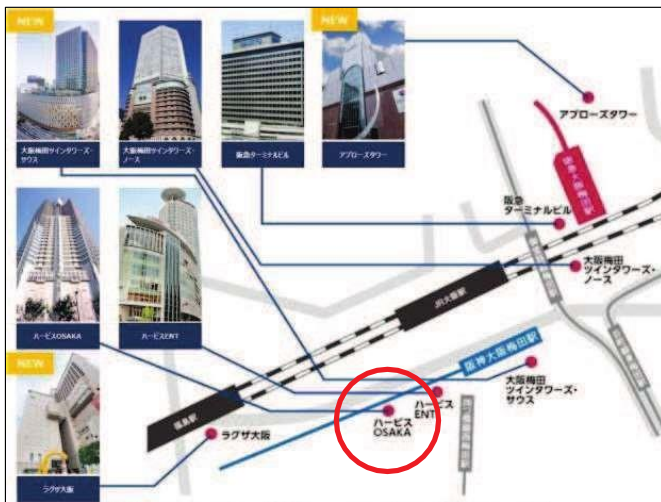 NEW
NEW
大阪梅田ツインタワーズ・
サウス
大阪梅田ツインタワーズ・
ノース
阪急ターミナルビル
アプローズタワー
ハービスOSAKA
ハービスENT
NEW
ラグザ大阪
アプローズタワー
阪急大阪梅田駅
阪急
ターミナルビル
大阪梅田
ツインタワーズ・
ノース
JR大阪駅
阪神大阪梅田駅
大阪梅田
ツインタワーズ・
サウス
ハービス
ENT
ハービス
OSAKA
福島駅
ラグザ大阪